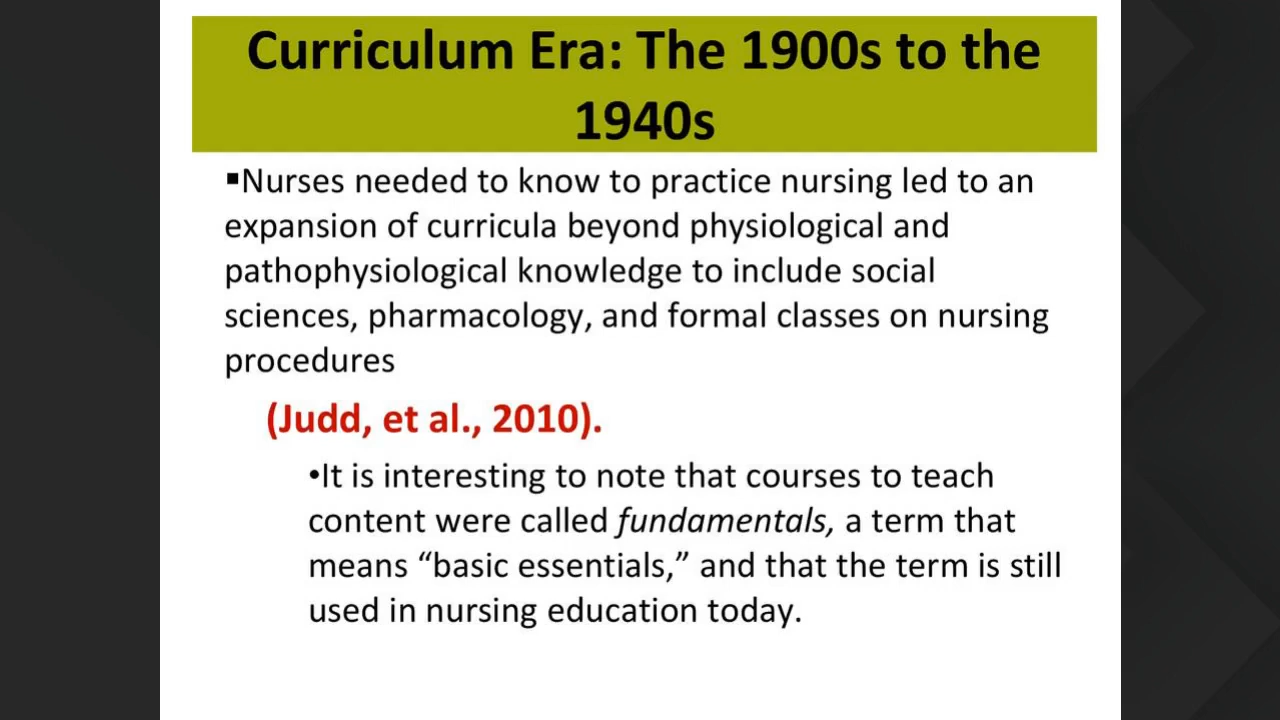 Curriculum Era: The 1900s to the
1940s
▪Nurses needed to know to practice nursing led to an
expansion of curricula beyond physiological and
pathophysiological knowledge to include social
sciences, pharmacology, and formal classes on nursing
procedures
(Judd, et al., 2010).
•It is interesting to note that courses to teach
content were called fundamentals, a term that
means “basic essentials,” and that the term is still
used in nursing education today.